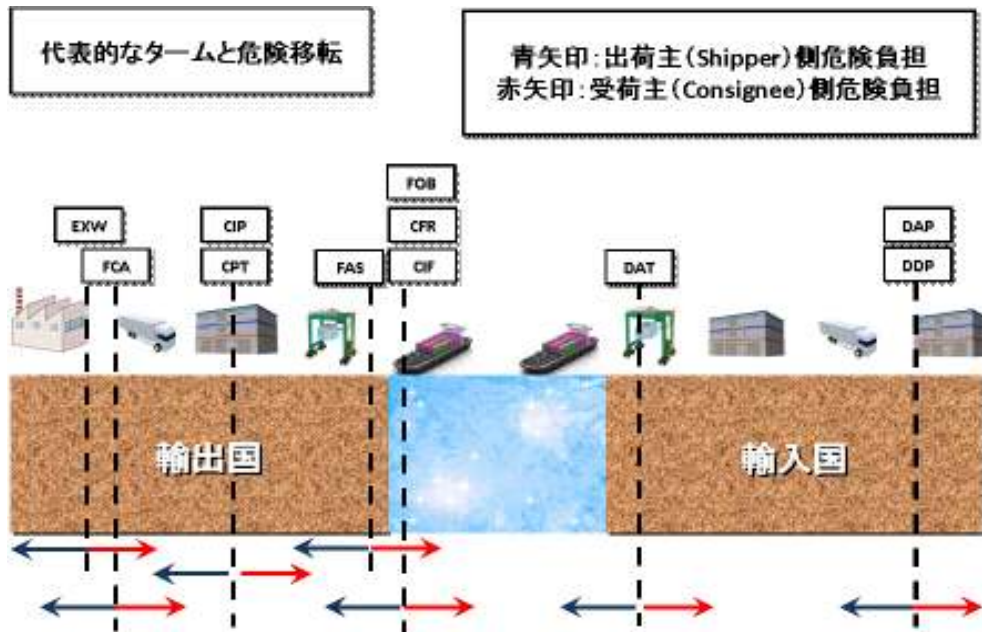 代表的なタームと危険移転
青矢印：出荷主（Shipper）側危険負担
赤矢印：受荷主（Consignee）側危険負担
FOB
EXW
CIP
CFR
DAP
FCA
CPT
FAS
CIF
DAT
DDP
輸出国
輸入国